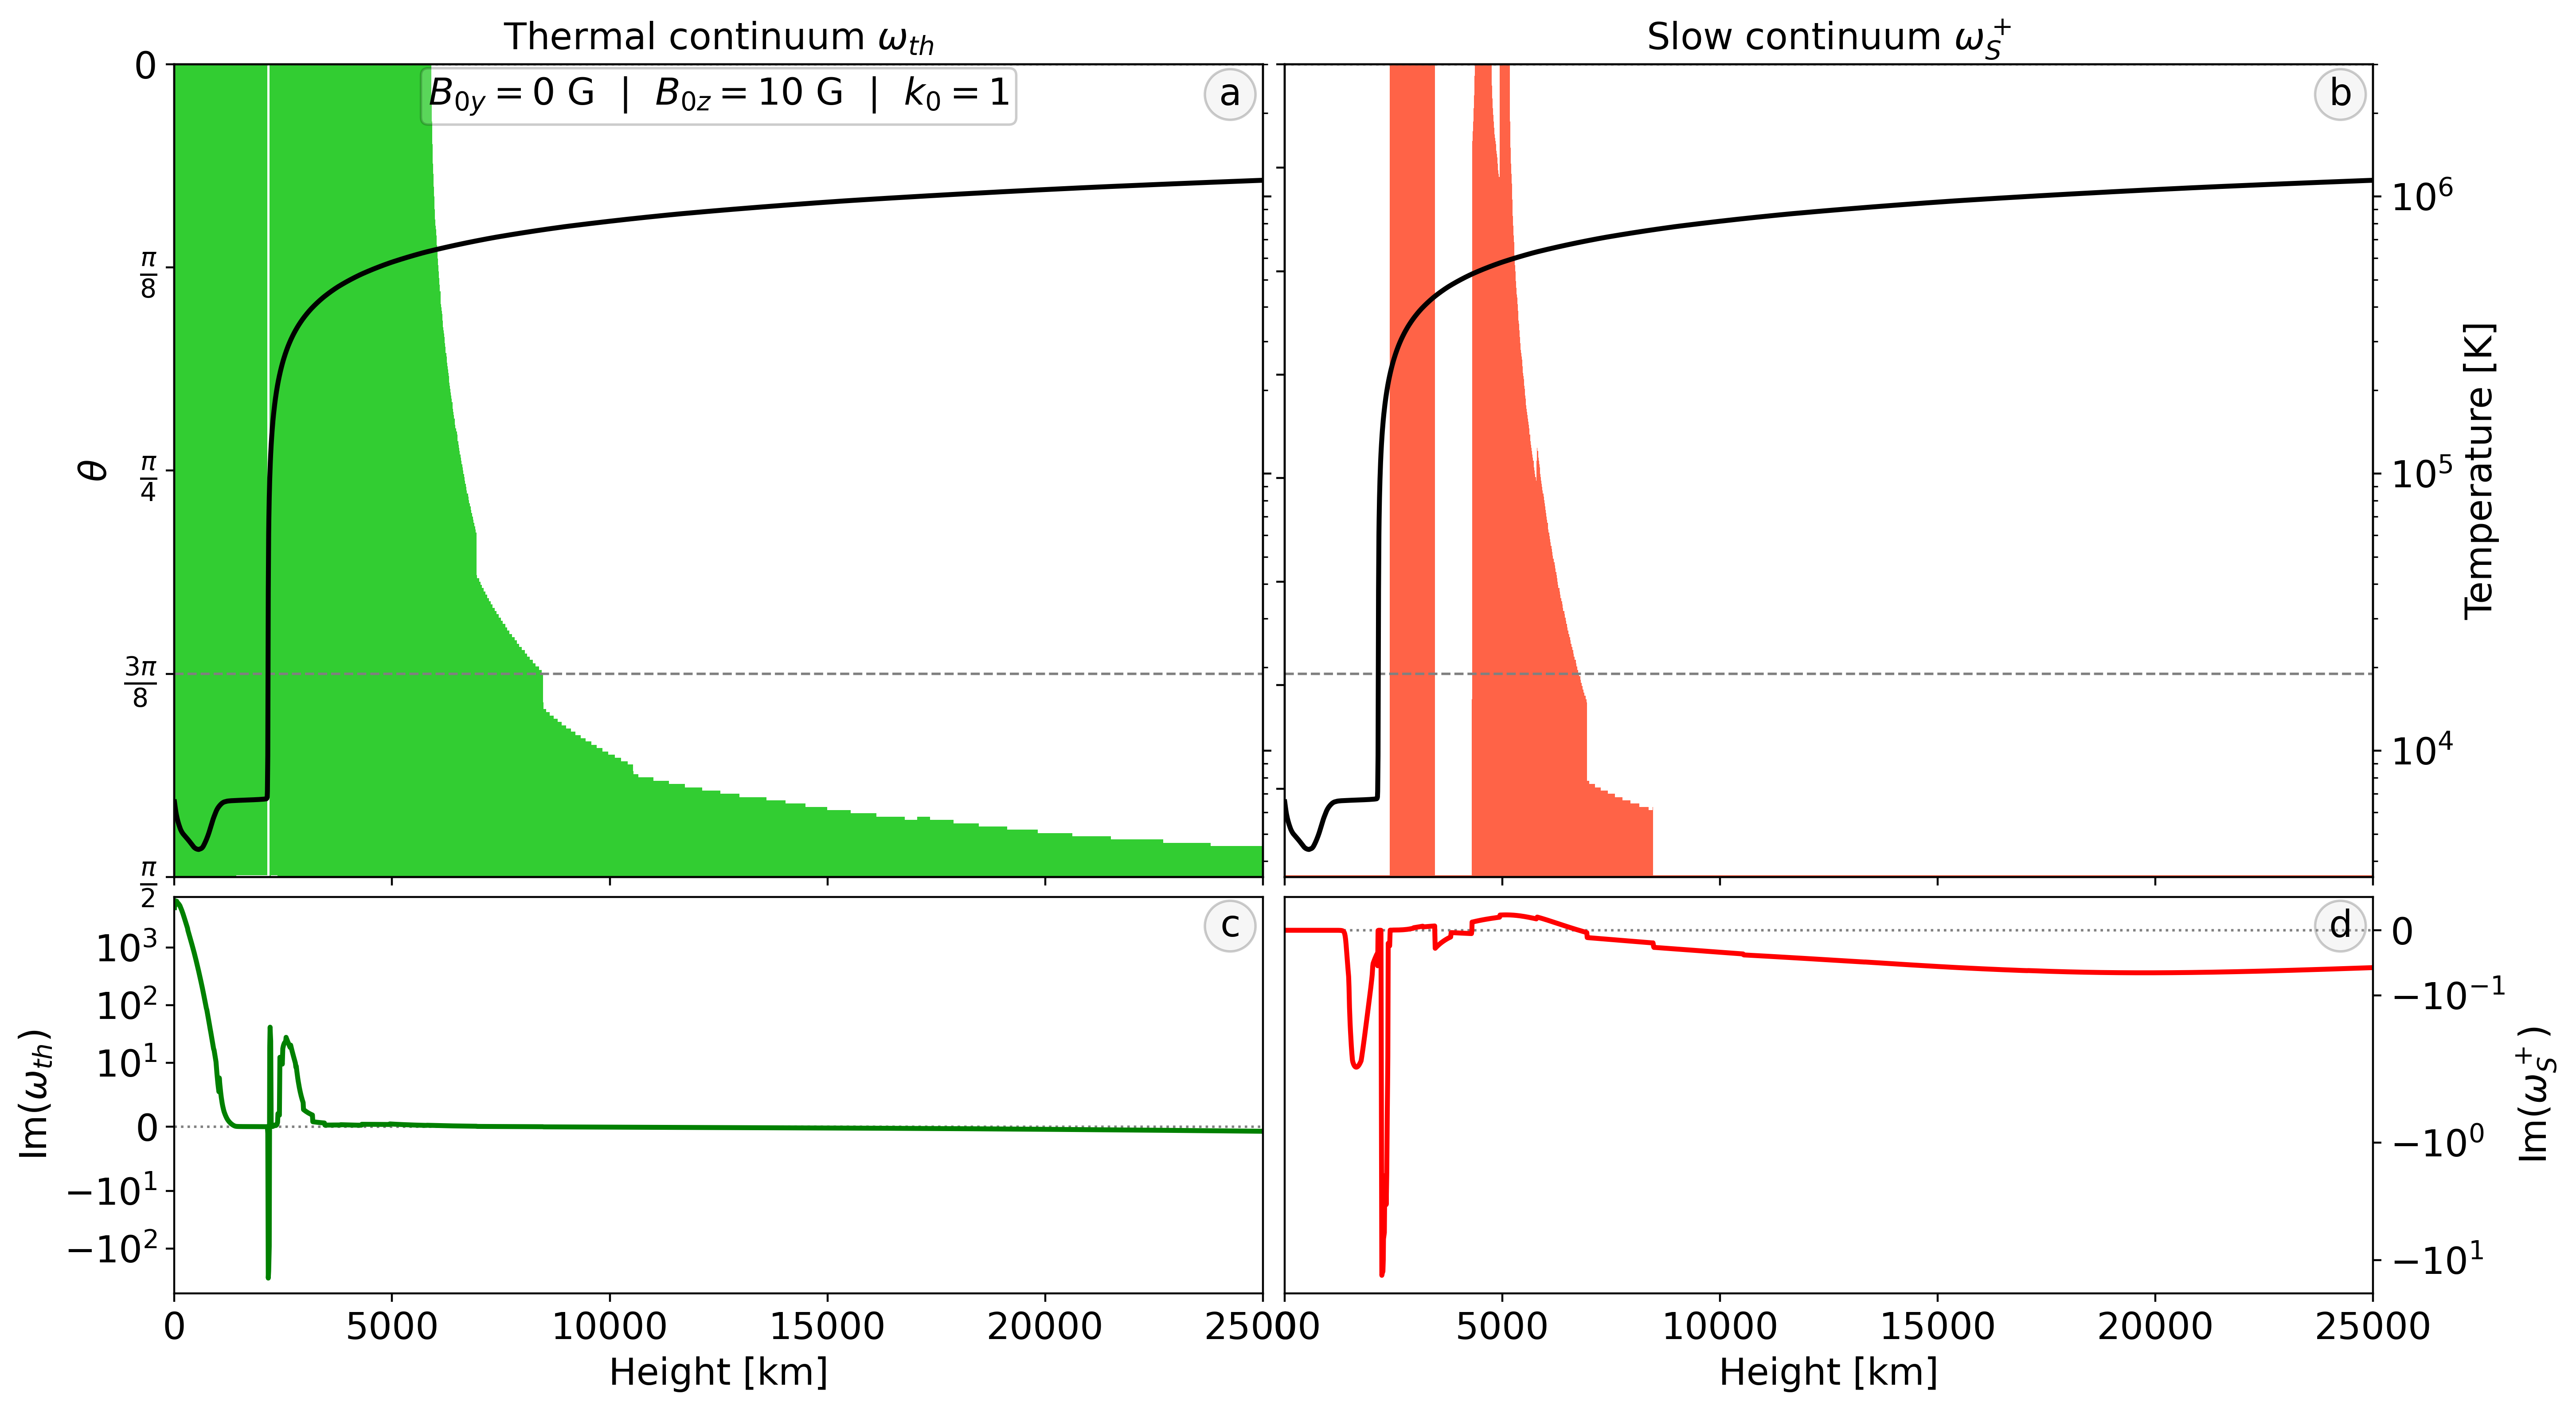 Thermal continuum ω_th
Slow continuum ω_S^+
B_0y = 0 G | B_0z = 10 G | k_0 = 1
a
b
0
π/8
π/4
3π/8
π/2
θ
10^6
10^5
10^4
Temperature [K]
c
d
10^3
10^2
10^1
0
−10^1
−10^2
Im(ω_th)
0
−10^−1
−10^0
−10^1
Im(ω_S^+)
0 5000 10000 15000 20000 25000
0 5000 10000 15000 20000 25000
Height [km]
Height [km]